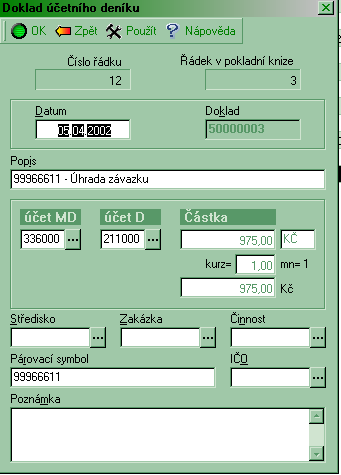 Doklad účetního deníku
OK Zpět Použít Nápověda
Číslo řádku Řádek v pokladní knize
12 3
Datum Doklad
05.04.2002 50000003
Popis
99966611 - Úhrada závazku
účet MD účet D Částka
336000 ... 211000 ... 975,00 KČ
kurz= 1,00 mn= 1
975,00 Kč
Středisko Zakázka Činnost
... ... ...
Párovací symbol IČO
99966611 ...
Poznámka